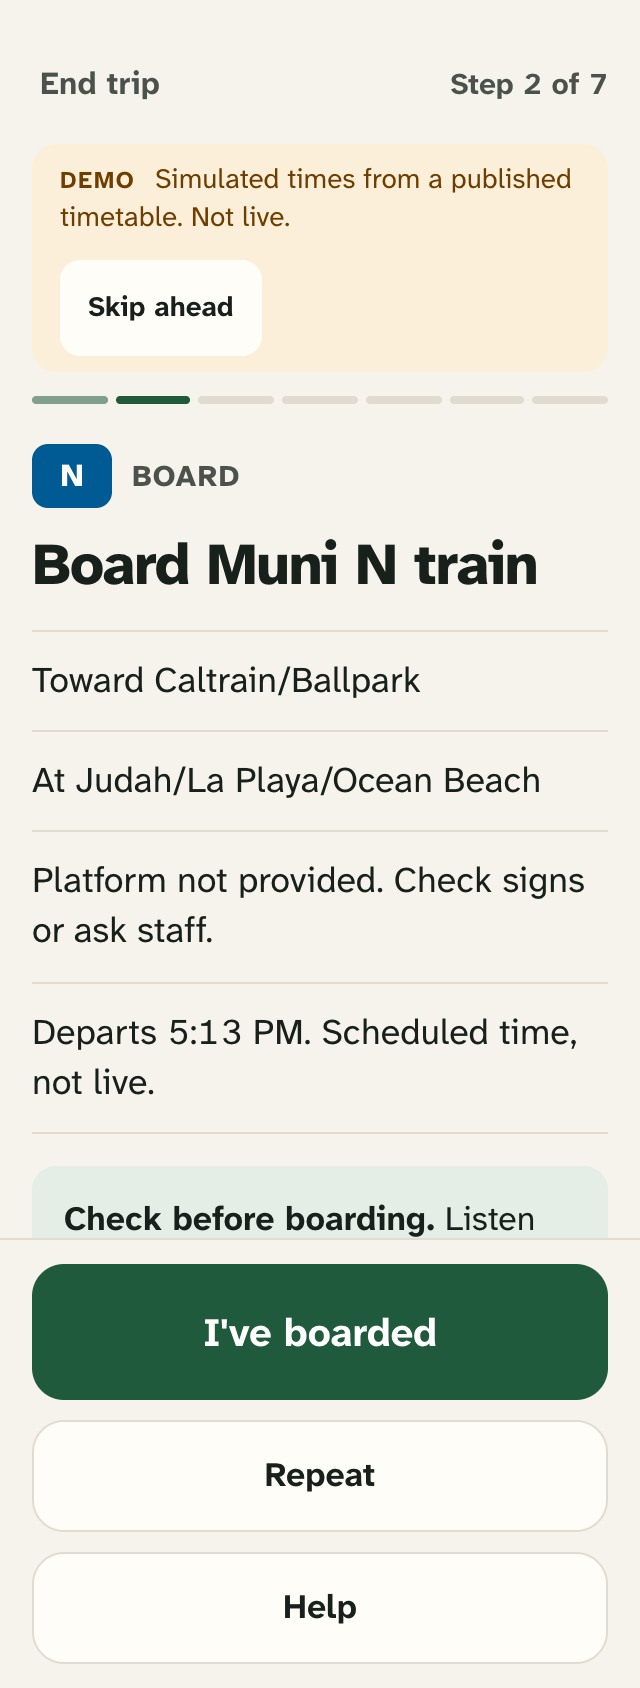 End trip
Step 2 of 7
DEMO Simulated times from a published
timetable. Not live.
Skip ahead
N BOARD
Board Muni N train
Toward Caltrain/Ballpark
At Judah/La Playa/Ocean Beach
Platform not provided. Check signs
or ask staff.
Departs 5:13 PM. Scheduled time,
not live.
Check before boarding. Listen
I've boarded
Repeat
Help